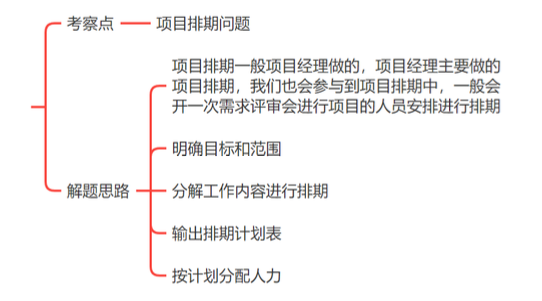 考察点
项目排期问题
解题思路
项目排期一般项目经理做的，项目经理主要做的
项目排期，我们也会参与到项目排期中，一般会
开一次需求评审会进行项目的人员安排进行排期
明确目标和范围
分解工作内容进行排期
输出排期计划表
按计划分配人力